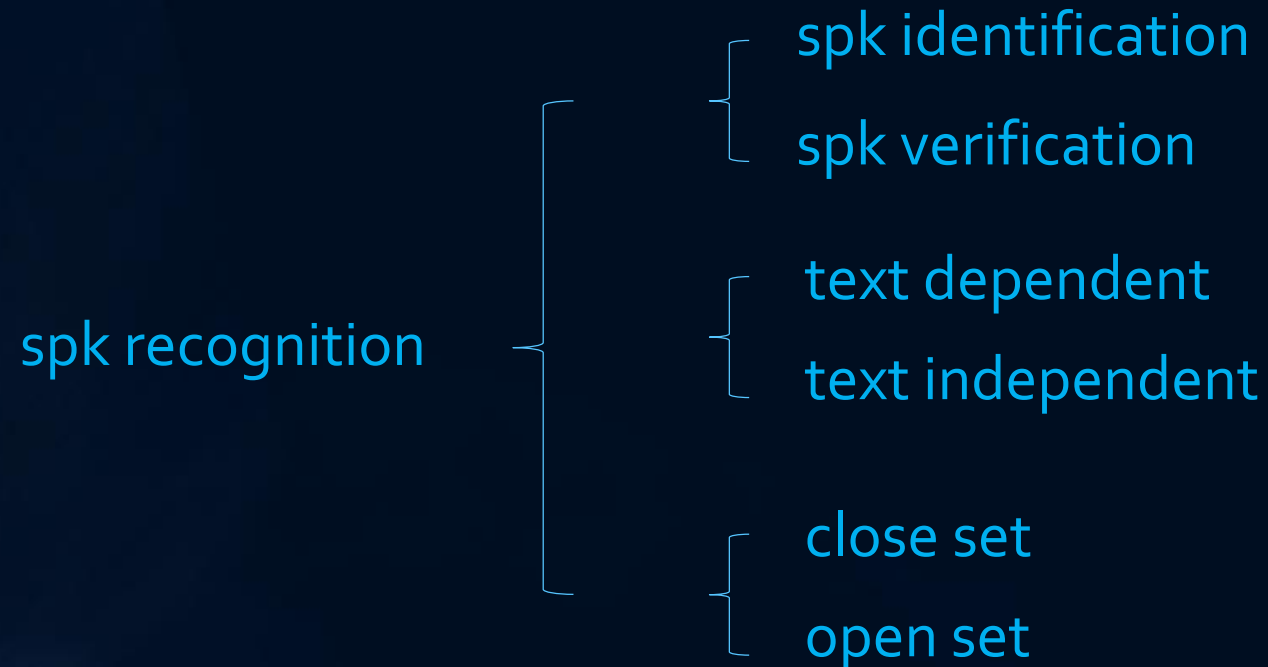 spk identification
spk verification
text dependent
spk recognition
text independent
close set
open set